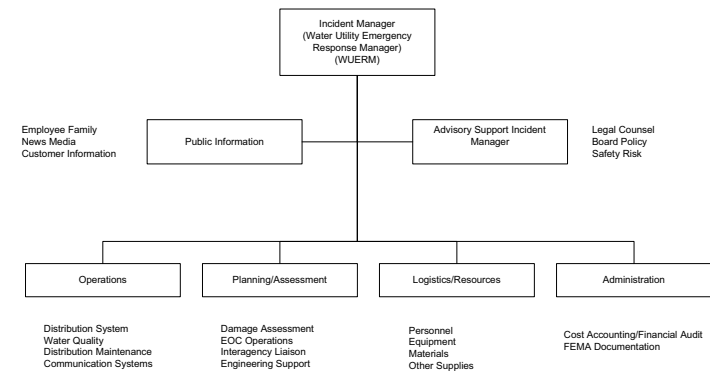 Incident Manager
(Water Utility Emergency
Response Manager)
(WUERM)
Employee Family
News Media
Customer Information
Public Information
Advisory Support Incident
Manager
Legal Counsel
Board Policy
Safety Risk
Operations
Planning/Assessment
Logistics/Resources
Administration
Distribution System
Water Quality
Distribution Maintenance
Communication Systems
Damage Assessment
EOC Operations
Interagency Liaison
Engineering Support
Personnel
Equipment
Materials
Other Supplies
Cost Accounting/Financial Audit
FEMA Documentation